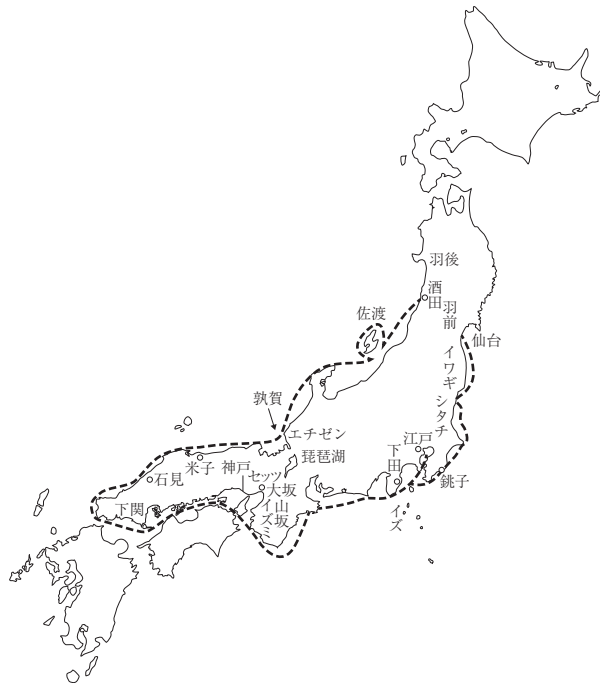 羽後
酒田
羽前
佐渡
仙台
イワギ
シタチ
敦賀
エチゼン
琵琶湖
江戸
下田
銚子
イズ
米子
神戸
セッツ
大坂
石見
イズミ
山坂
下関